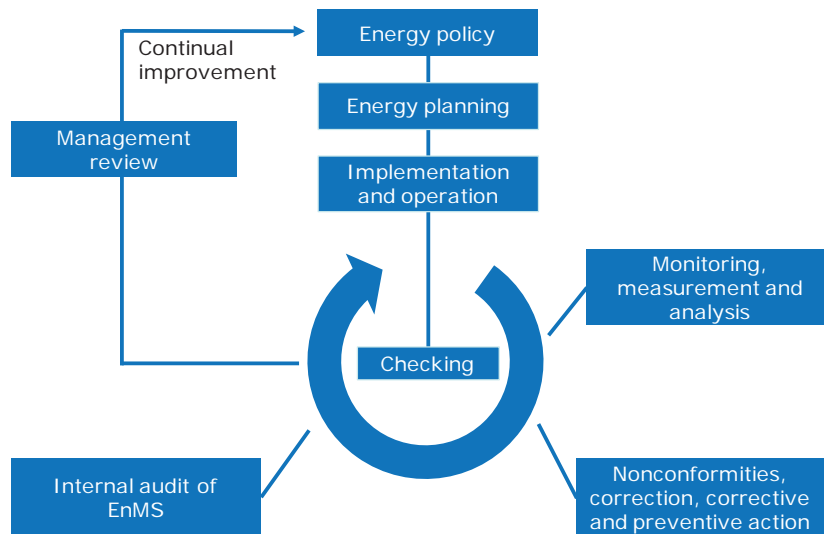 Energy policy
Continual
improvement
Energy planning
Management
review
Implementation
and operation
Monitoring,
measurement and
analysis
Checking
Internal audit of
EnMS
Nonconformities,
correction, corrective
and preventive action